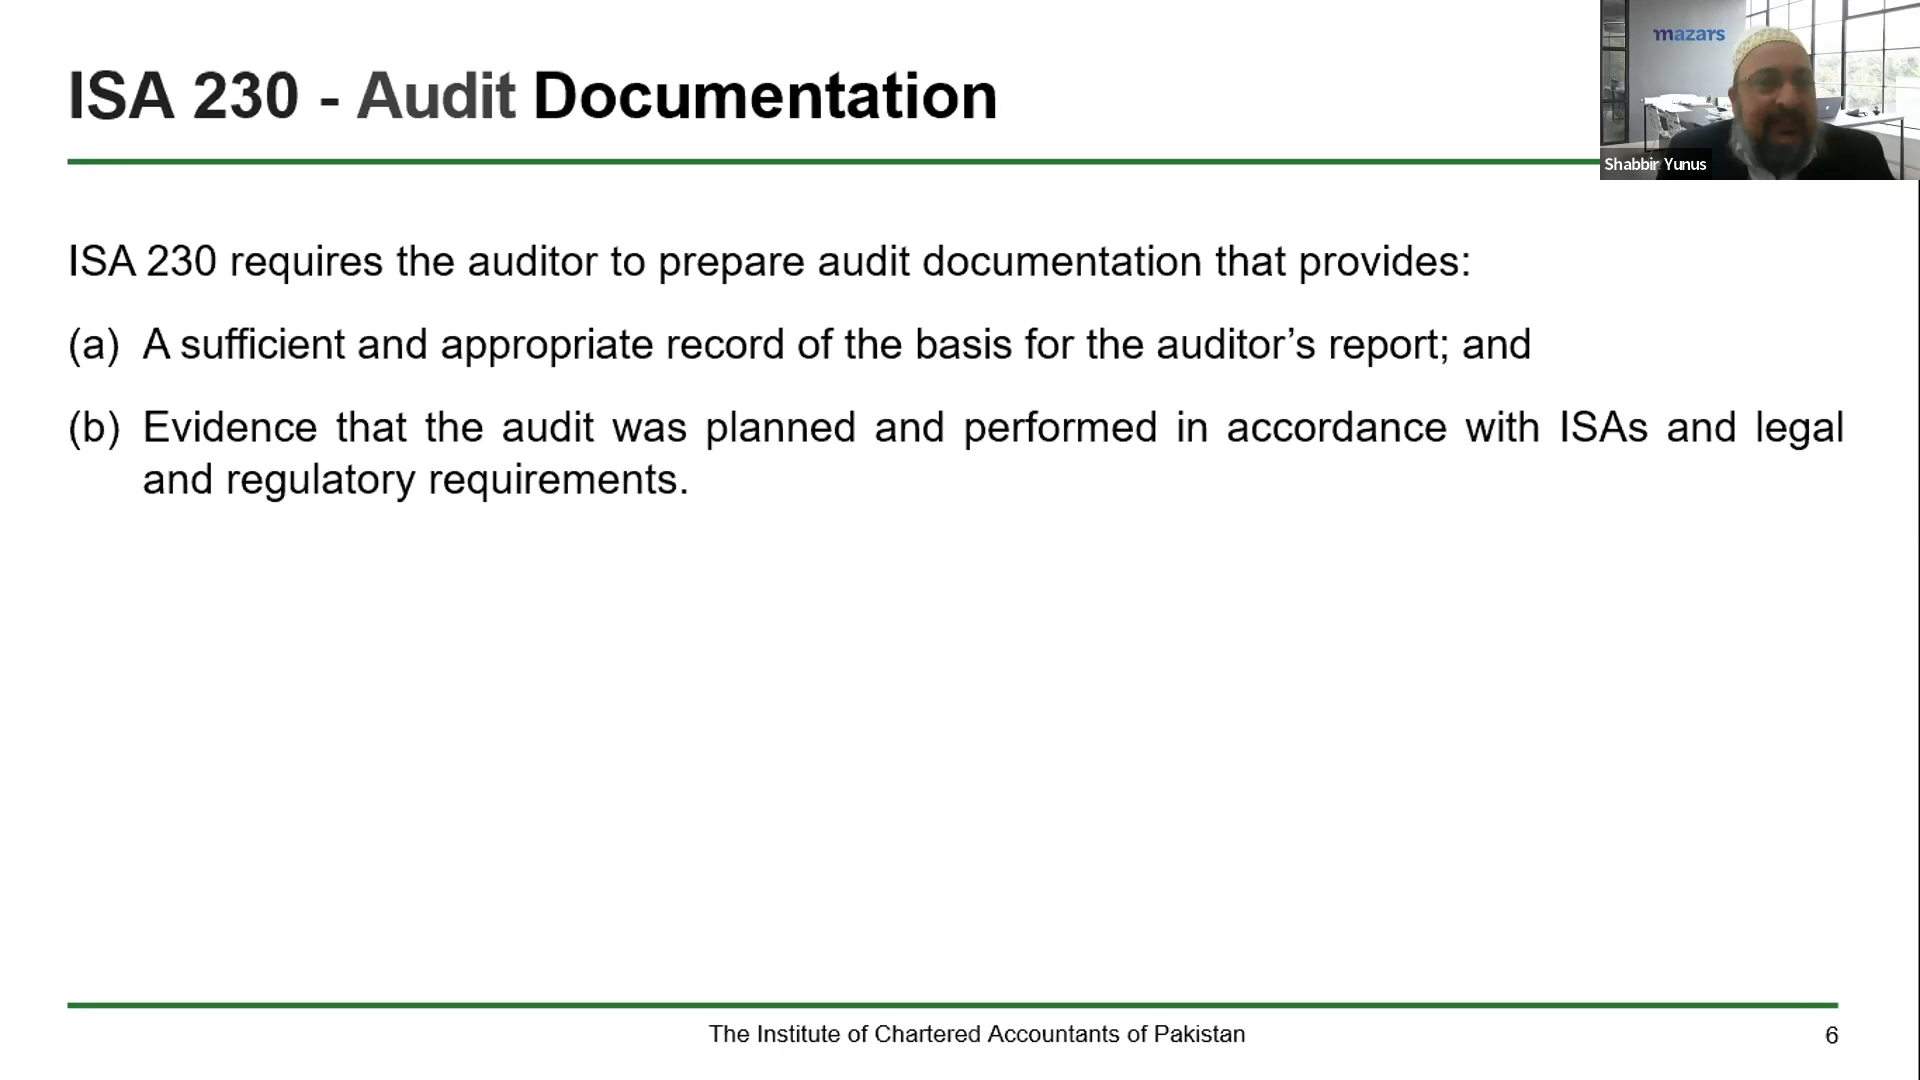 ISA 230 - Audit Documentation
mazars
Shabbir Yunus
ISA 230 requires the auditor to prepare audit documentation that provides:
(a) A sufficient and appropriate record of the basis for the auditor’s report; and
(b) Evidence that the audit was planned and performed in accordance with ISAs and legal
and regulatory requirements.
The Institute of Chartered Accountants of Pakistan
6